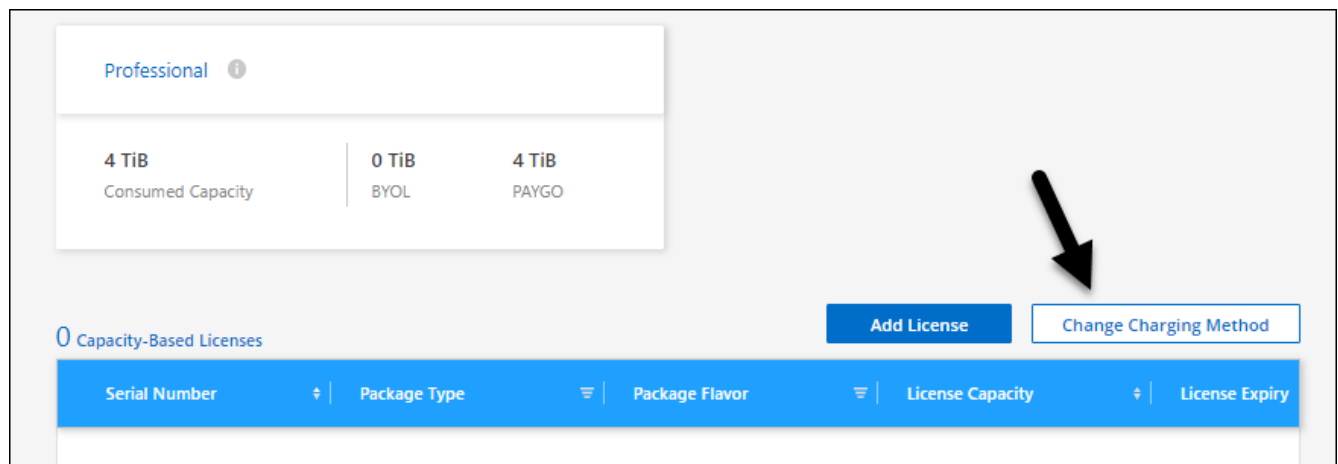 Professional
4 TiB 0 TiB 4 TiB
Consumed Capacity BYOL PAYGO
Add License Change Charging Method
0 Capacity-Based Licenses
Serial Number Package Type Package Flavor License Capacity License Expiry